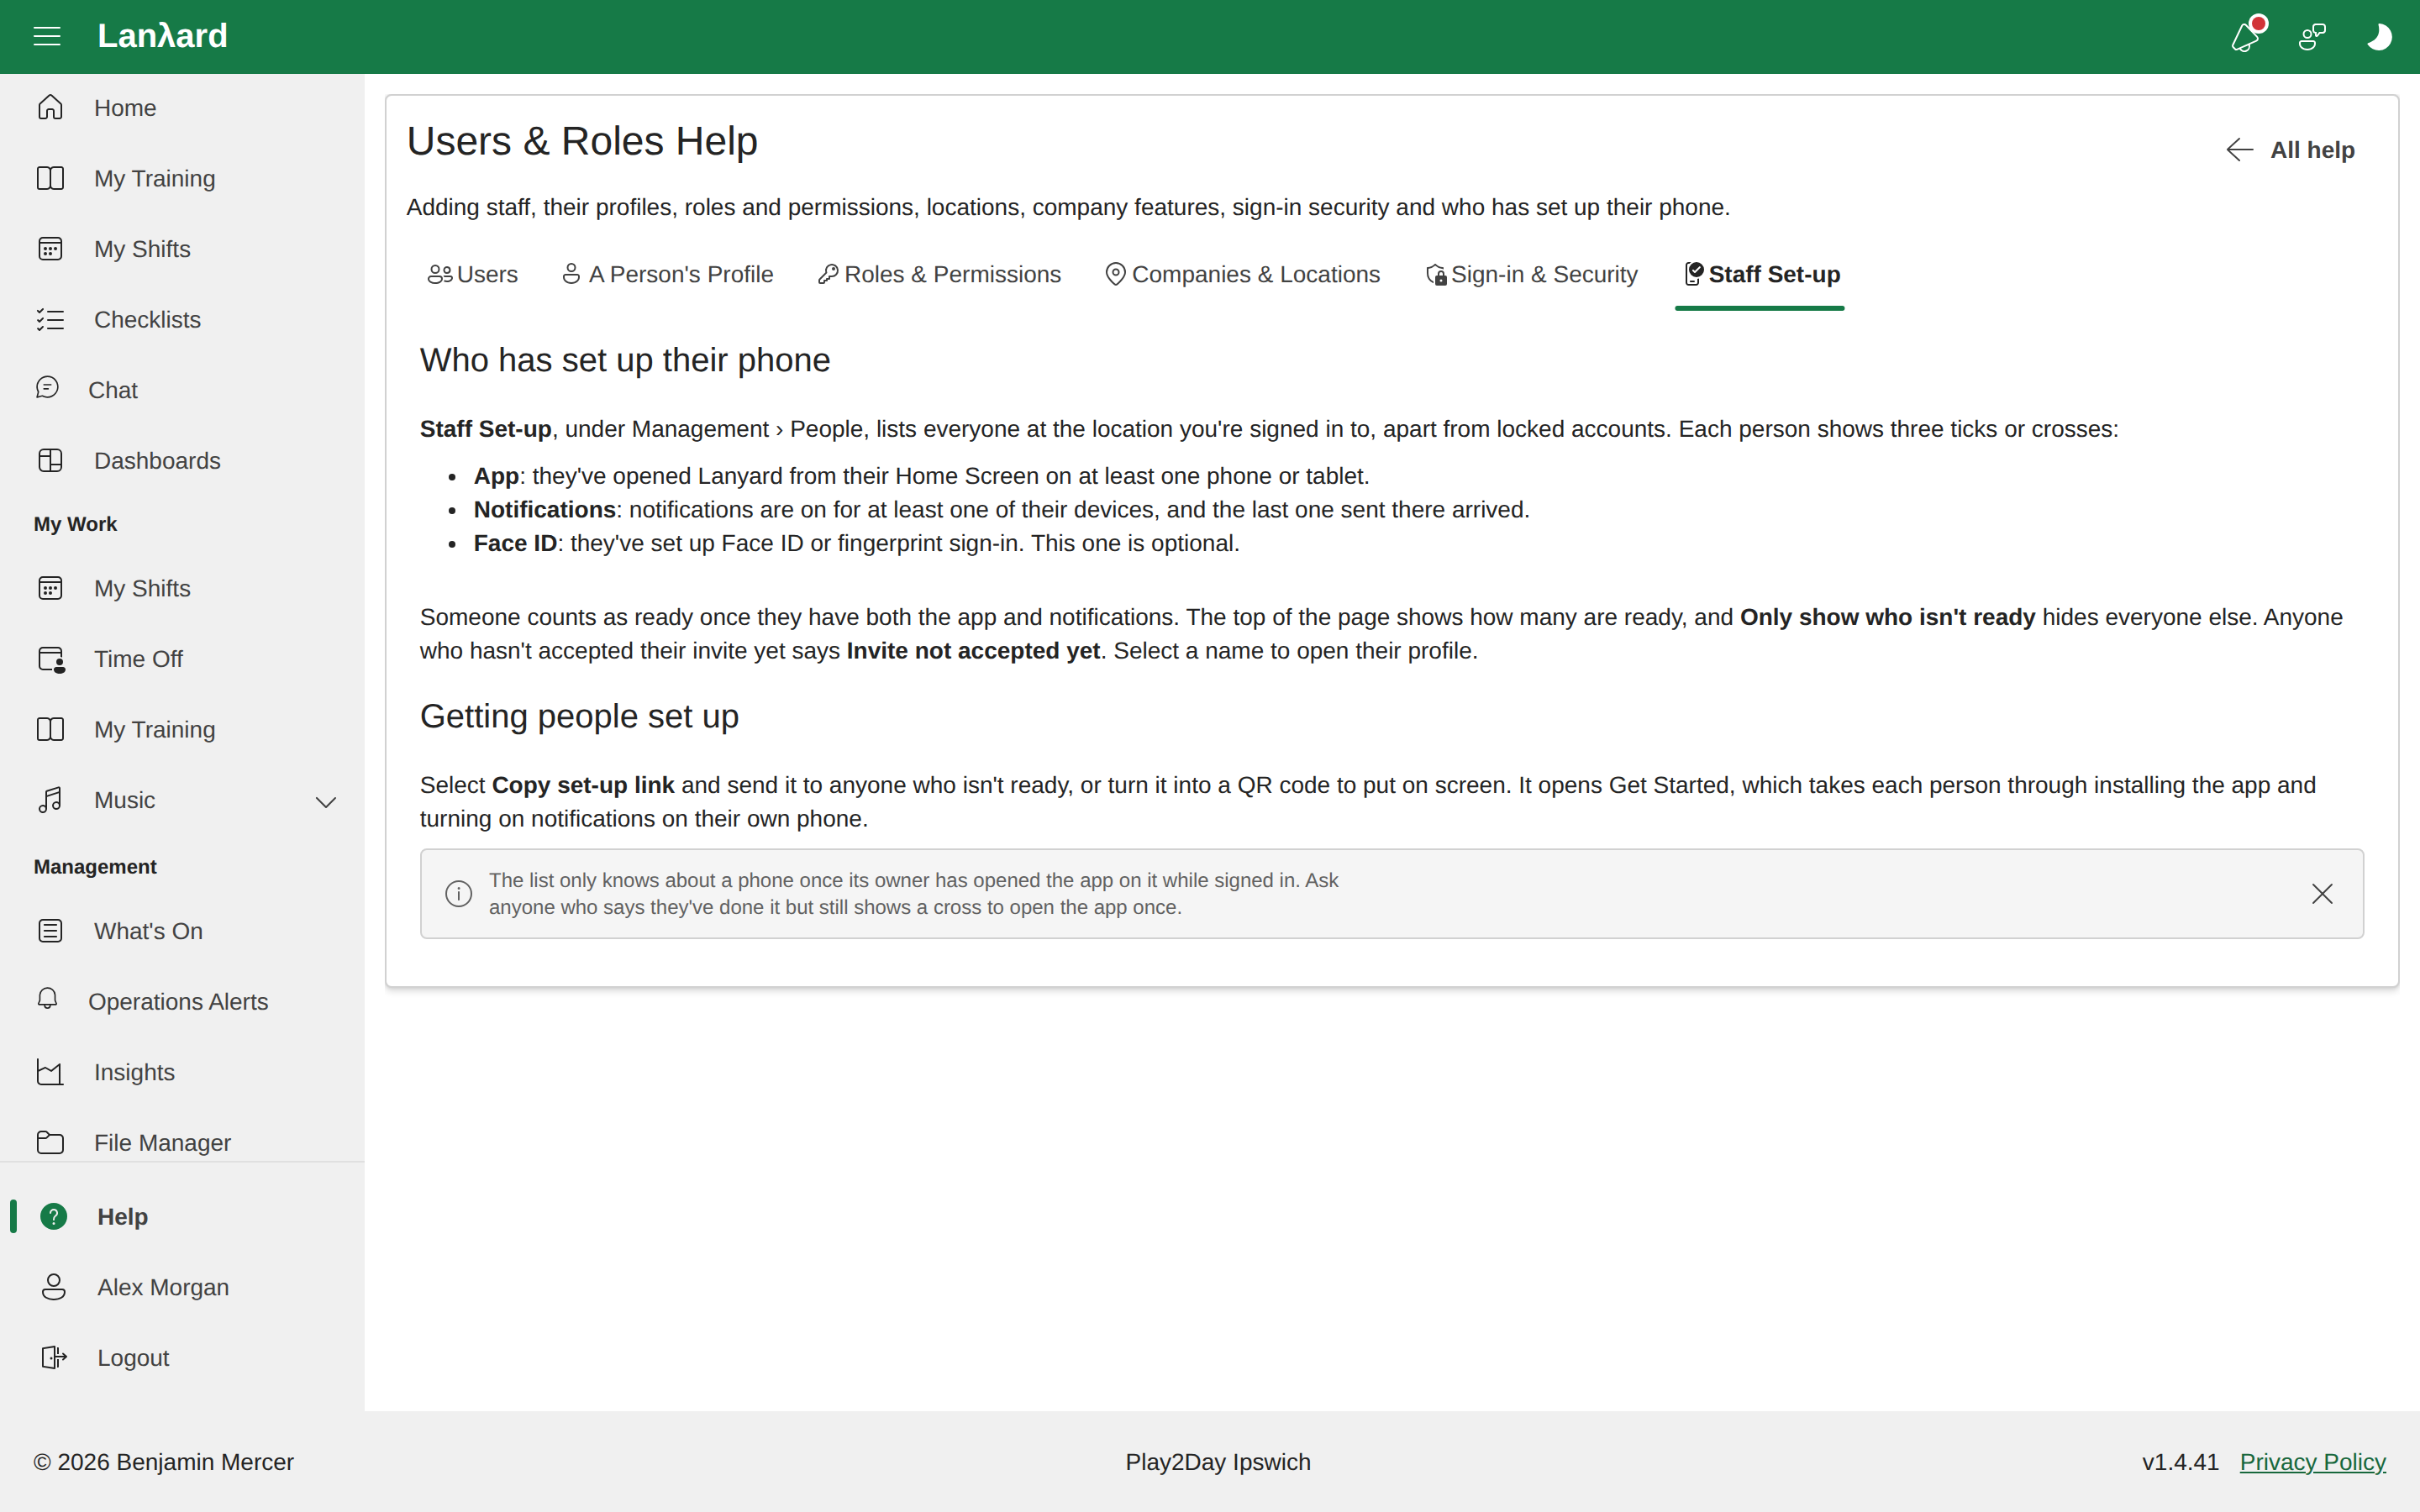 Lanλard
Home
My Training
My Shifts
Checklists
Chat
Dashboards
My Work
My Shifts
Time Off
My Training
Music
Management
What's On
Operations Alerts
Insights
File Manager
Help
Alex Morgan
Logout
Users & Roles Help
All help
Adding staff, their profiles, roles and permissions, locations, company features, sign-in security and who has set up their phone.
Users
A Person's Profile
Roles & Permissions
Companies & Locations
Sign-in & Security
Staff Set-up
Who has set up their phone
Staff Set-up, under Management › People, lists everyone at the location you're signed in to, apart from locked accounts. Each person shows three ticks or crosses:
• App: they've opened Lanyard from their Home Screen on at least one phone or tablet.
• Notifications: notifications are on for at least one of their devices, and the last one sent there arrived.
• Face ID: they've set up Face ID or fingerprint sign-in. This one is optional.
Someone counts as ready once they have both the app and notifications. The top of the page shows how many are ready, and Only show who isn't ready hides everyone else. Anyone
who hasn't accepted their invite yet says Invite not accepted yet. Select a name to open their profile.
Getting people set up
Select Copy set-up link and send it to anyone who isn't ready, or turn it into a QR code to put on screen. It opens Get Started, which takes each person through installing the app and
turning on notifications on their own phone.
The list only knows about a phone once its owner has opened the app on it while signed in. Ask
anyone who says they've done it but still shows a cross to open the app once.
© 2026 Benjamin Mercer
Play2Day Ipswich
v1.4.41
Privacy Policy